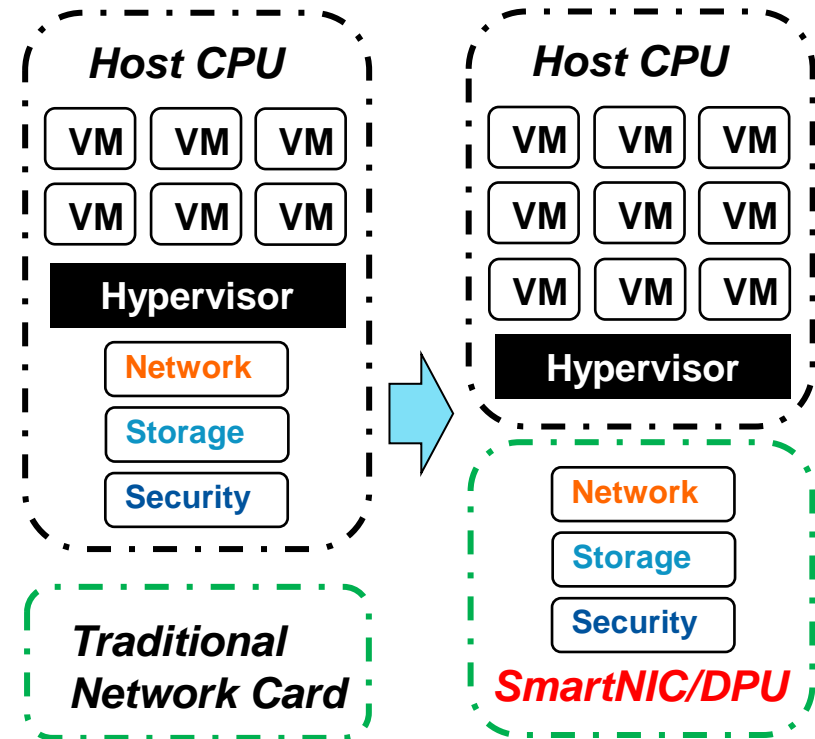 Host CPU
VM VM VM
VM VM VM
Hypervisor
Network
Storage
Security
Traditional
Network Card
Host CPU
VM VM VM
VM VM VM
VM VM VM
Hypervisor
Network
Storage
Security
SmartNIC/DPU